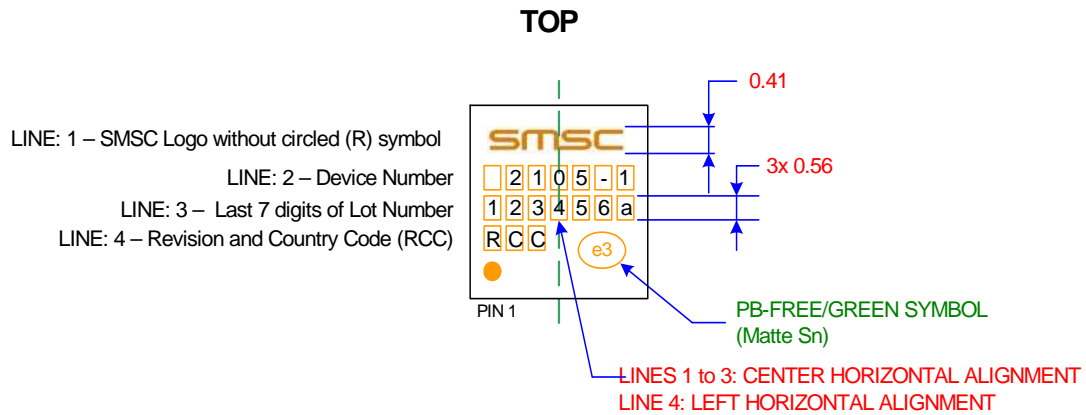 TOP
0.41
LINE: 1 – SMSC Logo without circled (R) symbol
SMSC
3x 0.56
LINE: 2 – Device Number
2105-1
LINE: 3 – Last 7 digits of Lot Number
123456a
LINE: 4 – Revision and Country Code (RCC)
RCC
e3
PIN 1
PB-FREE/GREEN SYMBOL
(Matte Sn)
LINES 1 to 3: CENTER HORIZONTAL ALIGNMENT
LINE 4: LEFT HORIZONTAL ALIGNMENT